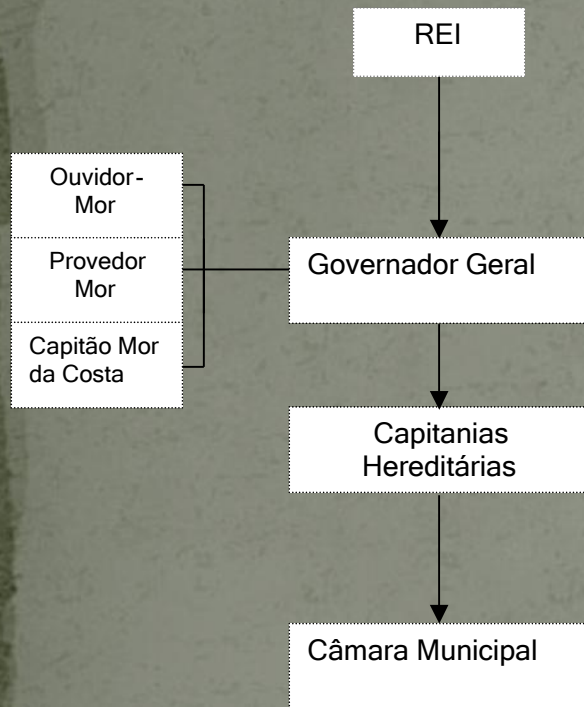 REI
Ouvidor-
Mor
Provedor
Mor
Capitão Mor
da Costa
Governador Geral
Capitanias
Hereditárias
Câmara Municipal